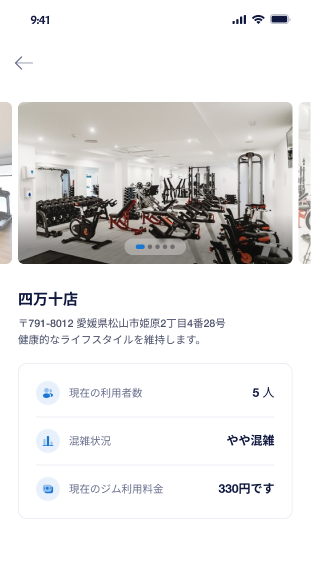 9:41
四万十店
〒791-8012 愛媛県松山市姫原2丁目4番28号
健康的なライフスタイルを維持します。
現在の利用者数 5 人
混雑状況 やや混雑
現在のジム利用料金 330円です